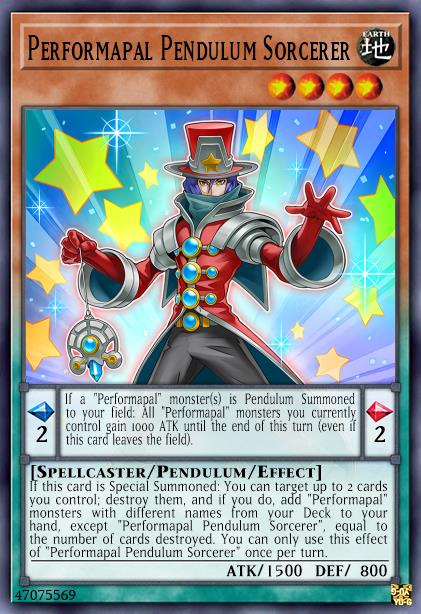 PERFORMAPAL PENDULUM SORCERER
EARTH
地
If a "Performapal" monster(s) is Pendulum Summoned
to your field: All "Performapal" monsters you currently
control gain 1000 ATK until the end of this turn (even if
this card leaves the field).
2
2
[SPELLCASTER/PENDULUM/EFFECT]
If this card is Special Summoned: You can target up to 2 cards
you control; destroy them, and if you do, add "Performapal"
monsters with different names from your Deck to your
hand, except "Performapal Pendulum Sorcerer", equal to
the number of cards destroyed. You can only use this effect
of "Performapal Pendulum Sorcerer" once per turn.
ATK/1500 DEF/ 800
47075569